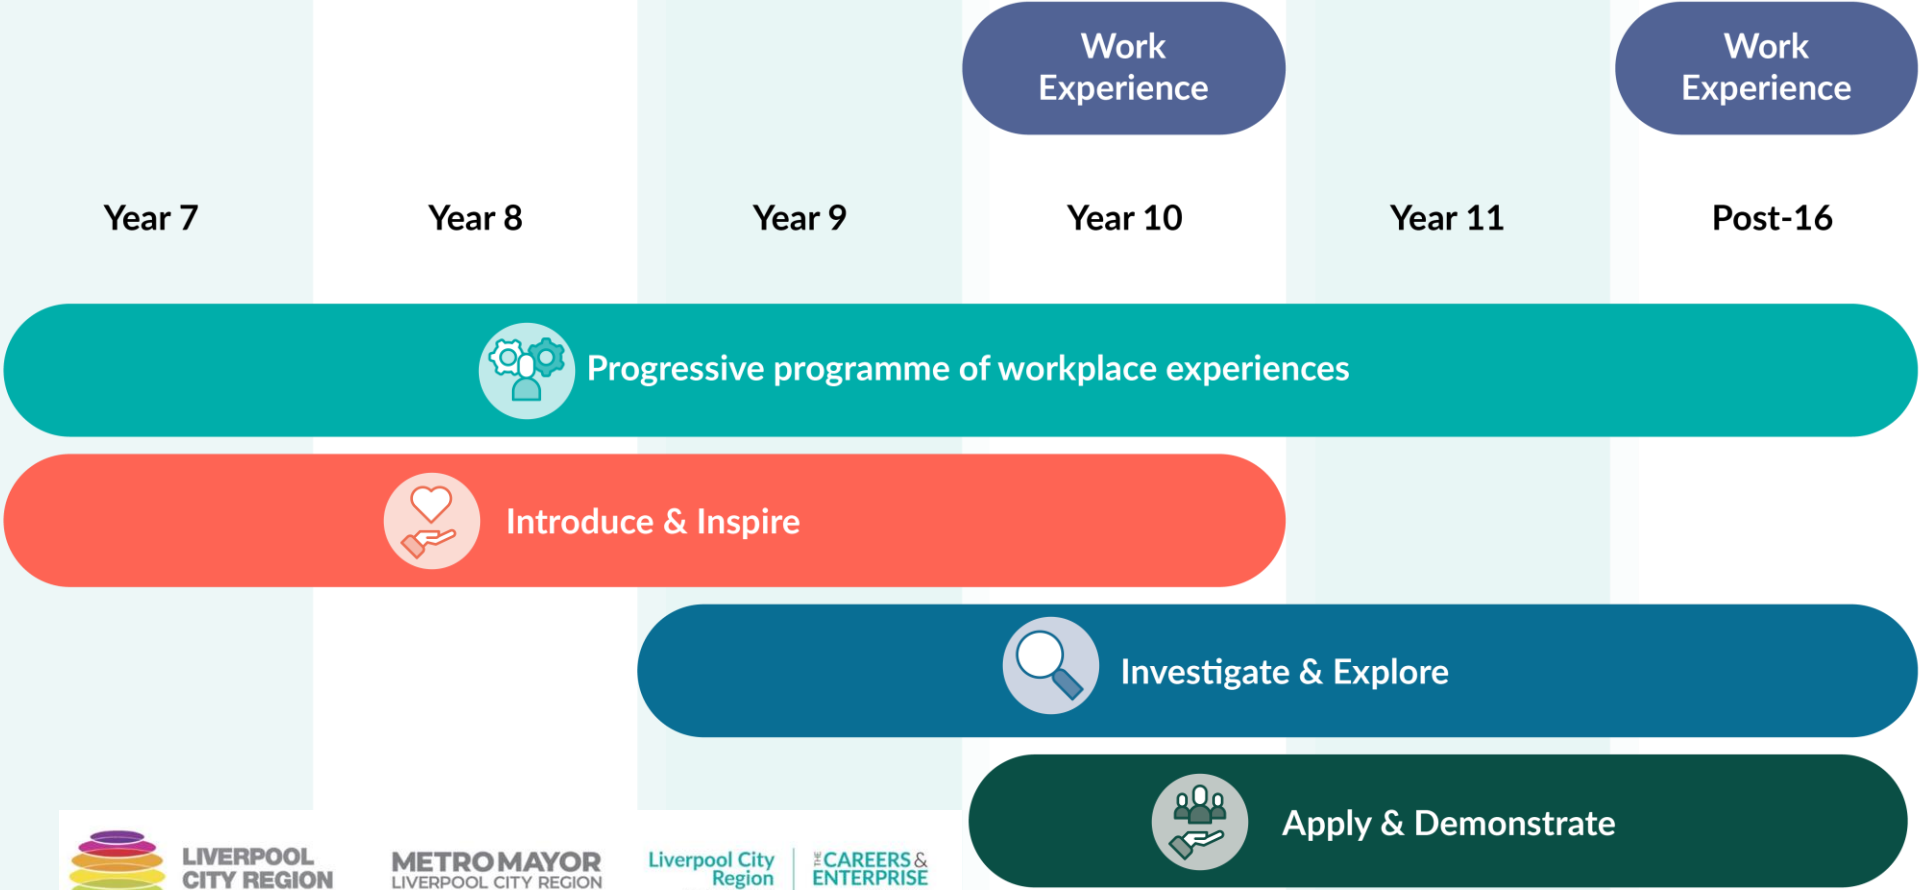 Work
Experience
Work
Experience
Year 7
Year 8
Year 9
Year 10
Year 11
Post-16
Progressive programme of workplace experiences
Introduce & Inspire
Investigate & Explore
Apply & Demonstrate
LIVERPOOL
CITY REGION
METRO MAYOR
LIVERPOOL CITY REGION
Liverpool City
Region
THE CAREERS &
ENTERPRISE